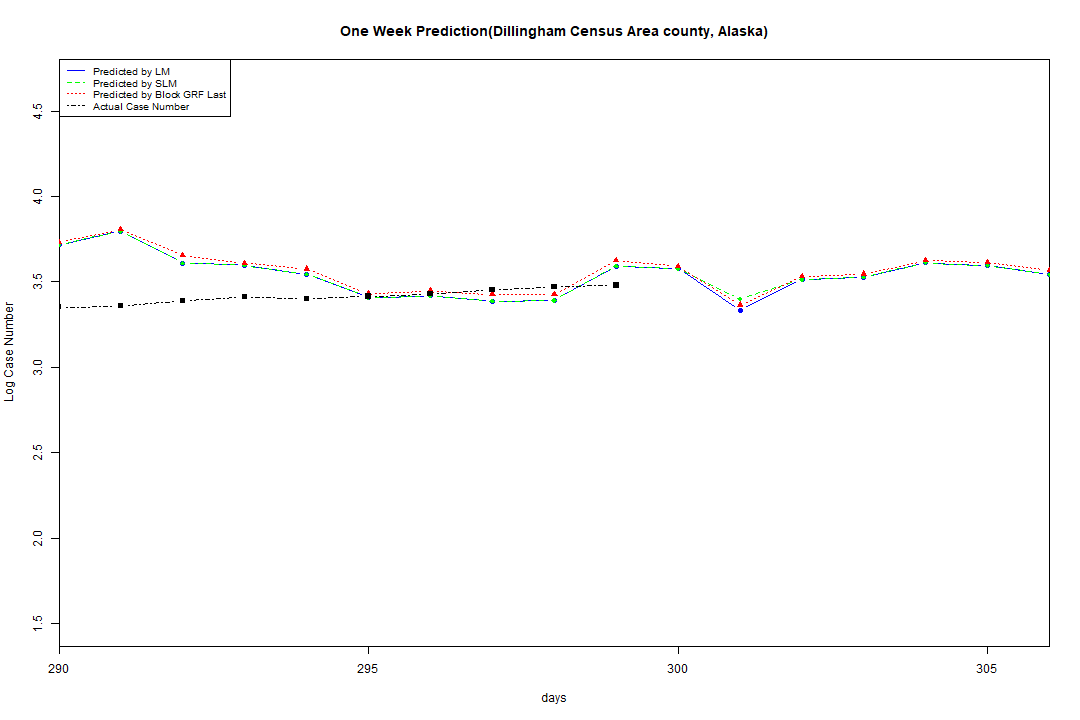 One Week Prediction(Dillingham Census Area county, Alaska)
Predicted by LM
Predicted by SLM
Predicted by Block GRF Last
Actual Case Number
4.5
4.0
3.5
3.0
2.5
2.0
1.5
Log Case Number
290 295 300 305
days